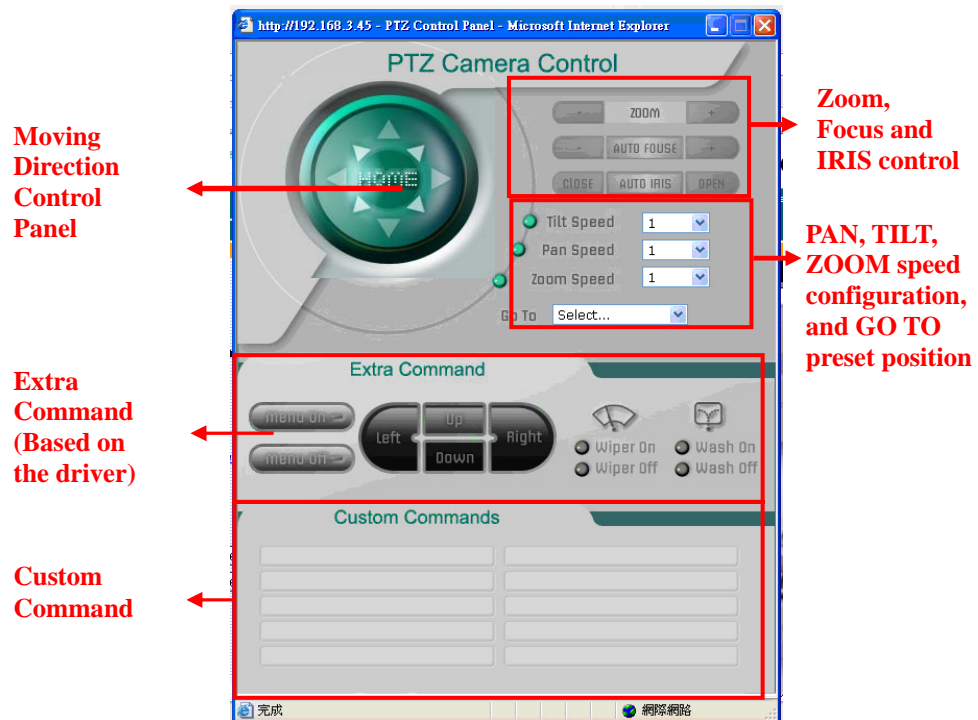 http://192.168.3.45 - PTZ Control Panel - Microsoft Internet Explorer
PTZ Camera Control
Moving
Direction
Control
Panel
HOME
- ZOOM +
- AUTO FOUSE +
CLOSE AUTO IRIS OPEN
Zoom,
Focus and
IRIS control
Tilt Speed 1
Pan Speed 1
Zoom Speed 1
Go To Select...
PAN, TILT,
ZOOM speed
configuration,
and GO TO
preset position
Extra Command
Extra
Command
(Based on
the driver)
Menu On
Menu Off
Up
Left
Right
Down
Wiper On
Wiper Off
Wash On
Wash Off
Custom Commands
Custom
Command
完成
網際網路